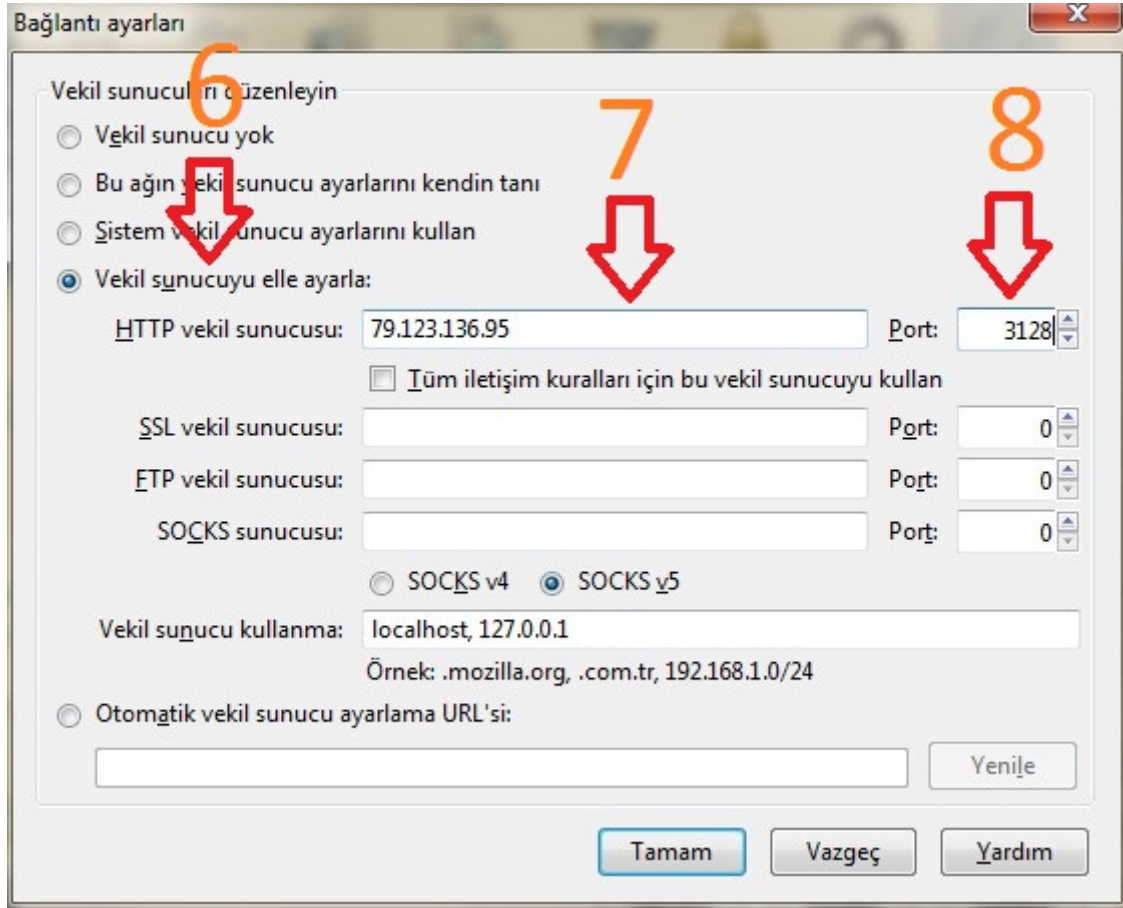 Bağlantı ayarları
6
7
8
Vekil sunucuları düzenleyin
Vekil sunucu yok
Bu ağın vekil sunucu ayarlarını kendin tanı
Sistem vekil sunucu ayarlarını kullan
Vekil sunucuyu elle ayarla:
HTTP vekil sunucusu: 79.123.136.95 Port: 3128
Tüm iletişim kuralları için bu vekil sunucuyu kullan
SSL vekil sunucusu: Port: 0
FTP vekil sunucusu: Port: 0
SOCKS sunucusu: Port: 0
SOCKS v4 SOCKS v5
Vekil sunucu kullanma: localhost, 127.0.0.1
Örnek: .mozilla.org, .com.tr, 192.168.1.0/24
Otomatik vekil sunucu ayarlama URL'si:
Yenile
Tamam Vazgeç Yardım